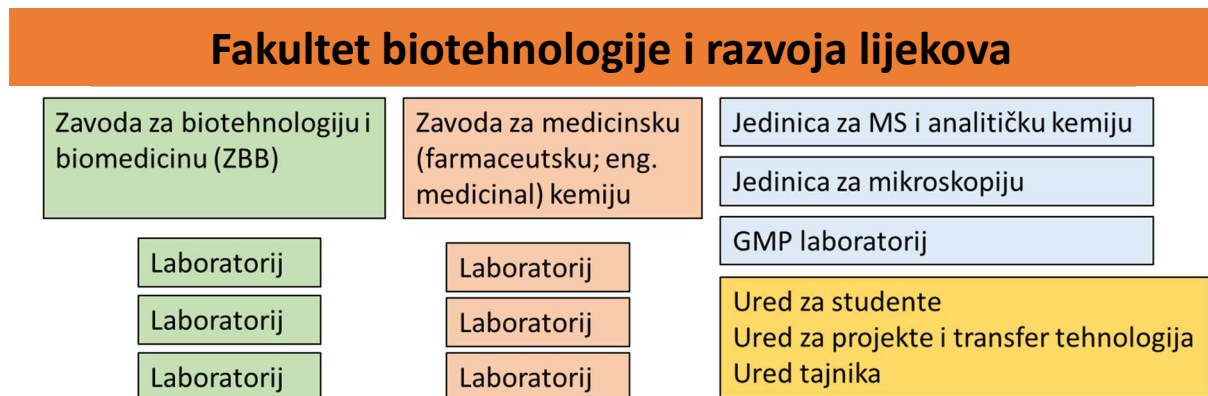 Fakultet biotehnologije i razvoja lijekova
Zavoda za biotehnologiju i
biomedicinu (ZBB)
Laboratorij
Laboratorij
Laboratorij
Zavoda za medicinsku
(farmaceutsku; eng.
medicinal) kemiju
Laboratorij
Laboratorij
Laboratorij
Jedinica za MS i analitičku kemiju
Jedinica za mikroskopiju
GMP laboratorij
Ured za studente
Ured za projekte i transfer tehnologija
Ured tajnika